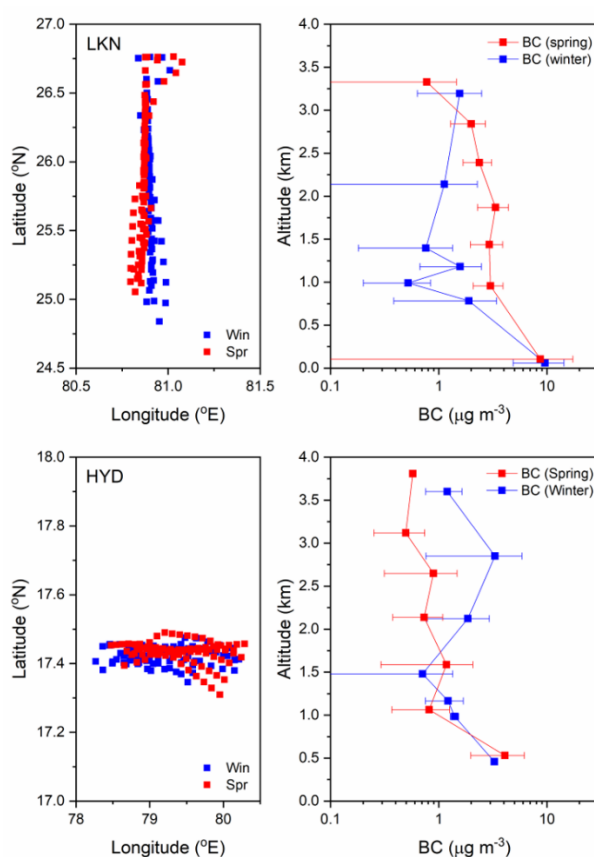 LKN
27.0
26.5
26.0
25.5
25.0
24.5
Latitude (⁰N)
80.5 81.0 81.5
Longitude (⁰E)
Win
Spr
BC (spring)
BC (winter)
4.0
3.5
3.0
2.5
2.0
1.5
1.0
0.5
0.0
Altitude (km)
0.1 1 10
BC (μg m⁻³)
HYD
18.0
17.8
17.6
17.4
17.2
17.0
Latitude (⁰N)
78 79 80
Longitude (⁰E)
Win
Spr
BC (Spring)
BC (Winter)
4.0
3.5
3.0
2.5
2.0
1.5
1.0
0.5
0.0
Altitude (km)
0.1 1 10
BC (μg m⁻³)